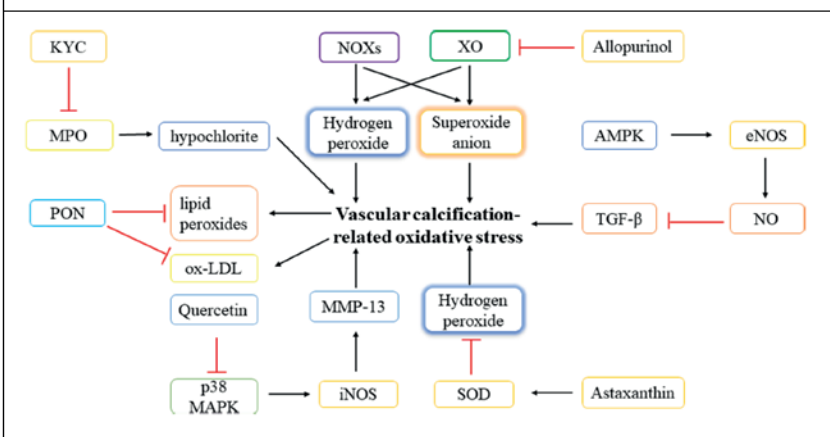 KYC
NOXs
XO
Allopurinol
MPO
hypochlorite
Hydrogen
peroxide
Superoxide
anion
AMPK
eNOS
PON
lipid
peroxides
Vascular calcification-
related oxidative stress
TGF-β
NO
ox-LDL
Quercetin
MMP-13
Hydrogen
peroxide
p38
MAPK
iNOS
SOD
Astaxanthin